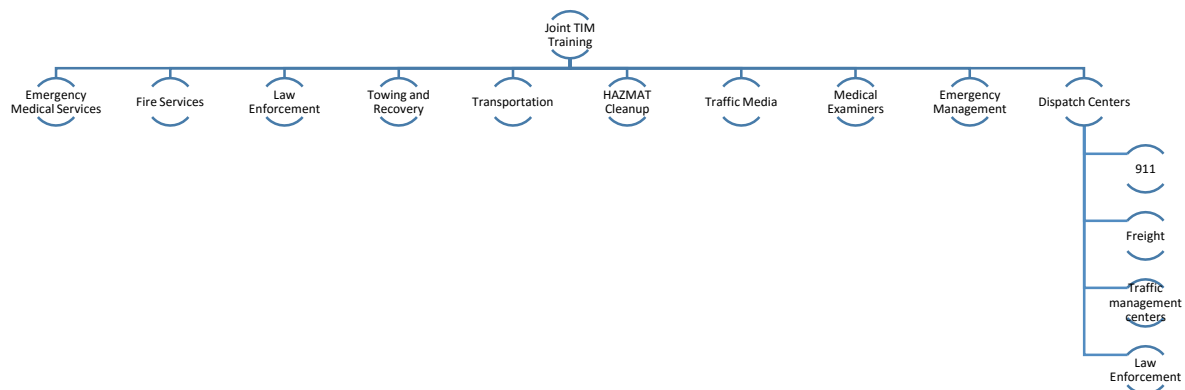 Joint TIM
Training
Emergency
Medical Services
Fire Services
Law
Enforcement
Towing and
Recovery
Transportation
HAZMAT
Cleanup
Traffic Media
Medical
Examiners
Emergency
Management
Dispatch Centers
911
Freight
Traffic
management
centers
Law
Enforcement